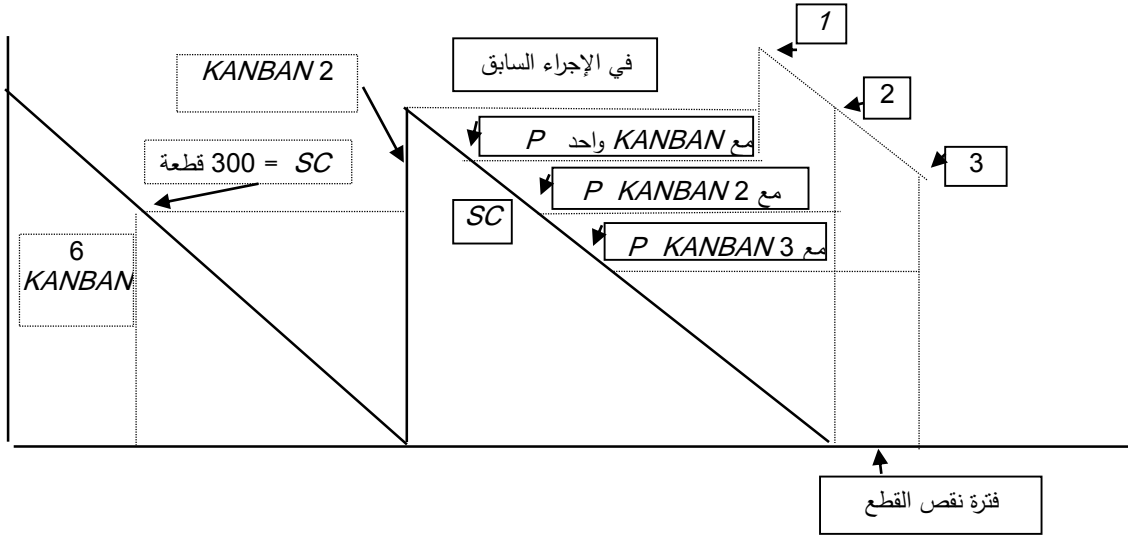 1
في الإجراء السابق
KANBAN 2
2
مع KANBAN واحد P
SC = 300 قطعة
3
مع 2 P KANBAN
SC
مع 3 P KANBAN
6
KANBAN
فترة نقص القطع